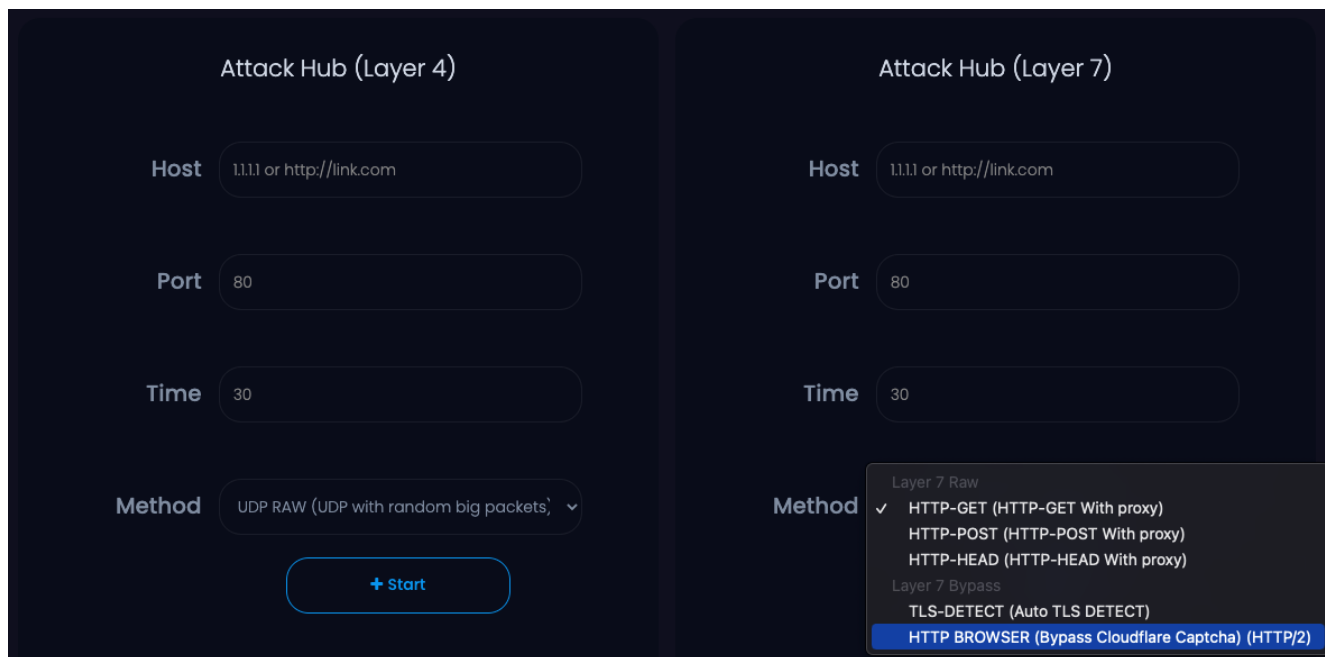 Attack Hub (Layer 4)
Host 1.1.1.1 or http://link.com
Port 80
Time 30
Method UDP RAW (UDP with random big packets)
+ Start
Attack Hub (Layer 7)
Host 1.1.1.1 or http://link.com
Port 80
Time 30
Method
Layer 7 Raw
✓ HTTP-GET (HTTP-GET With proxy)
HTTP-POST (HTTP-POST With proxy)
HTTP-HEAD (HTTP-HEAD With proxy)
Layer 7 Bypass
TLS-DETECT (Auto TLS DETECT)
HTTP BROWSER (Bypass Cloudflare Captcha) (HTTP/2)